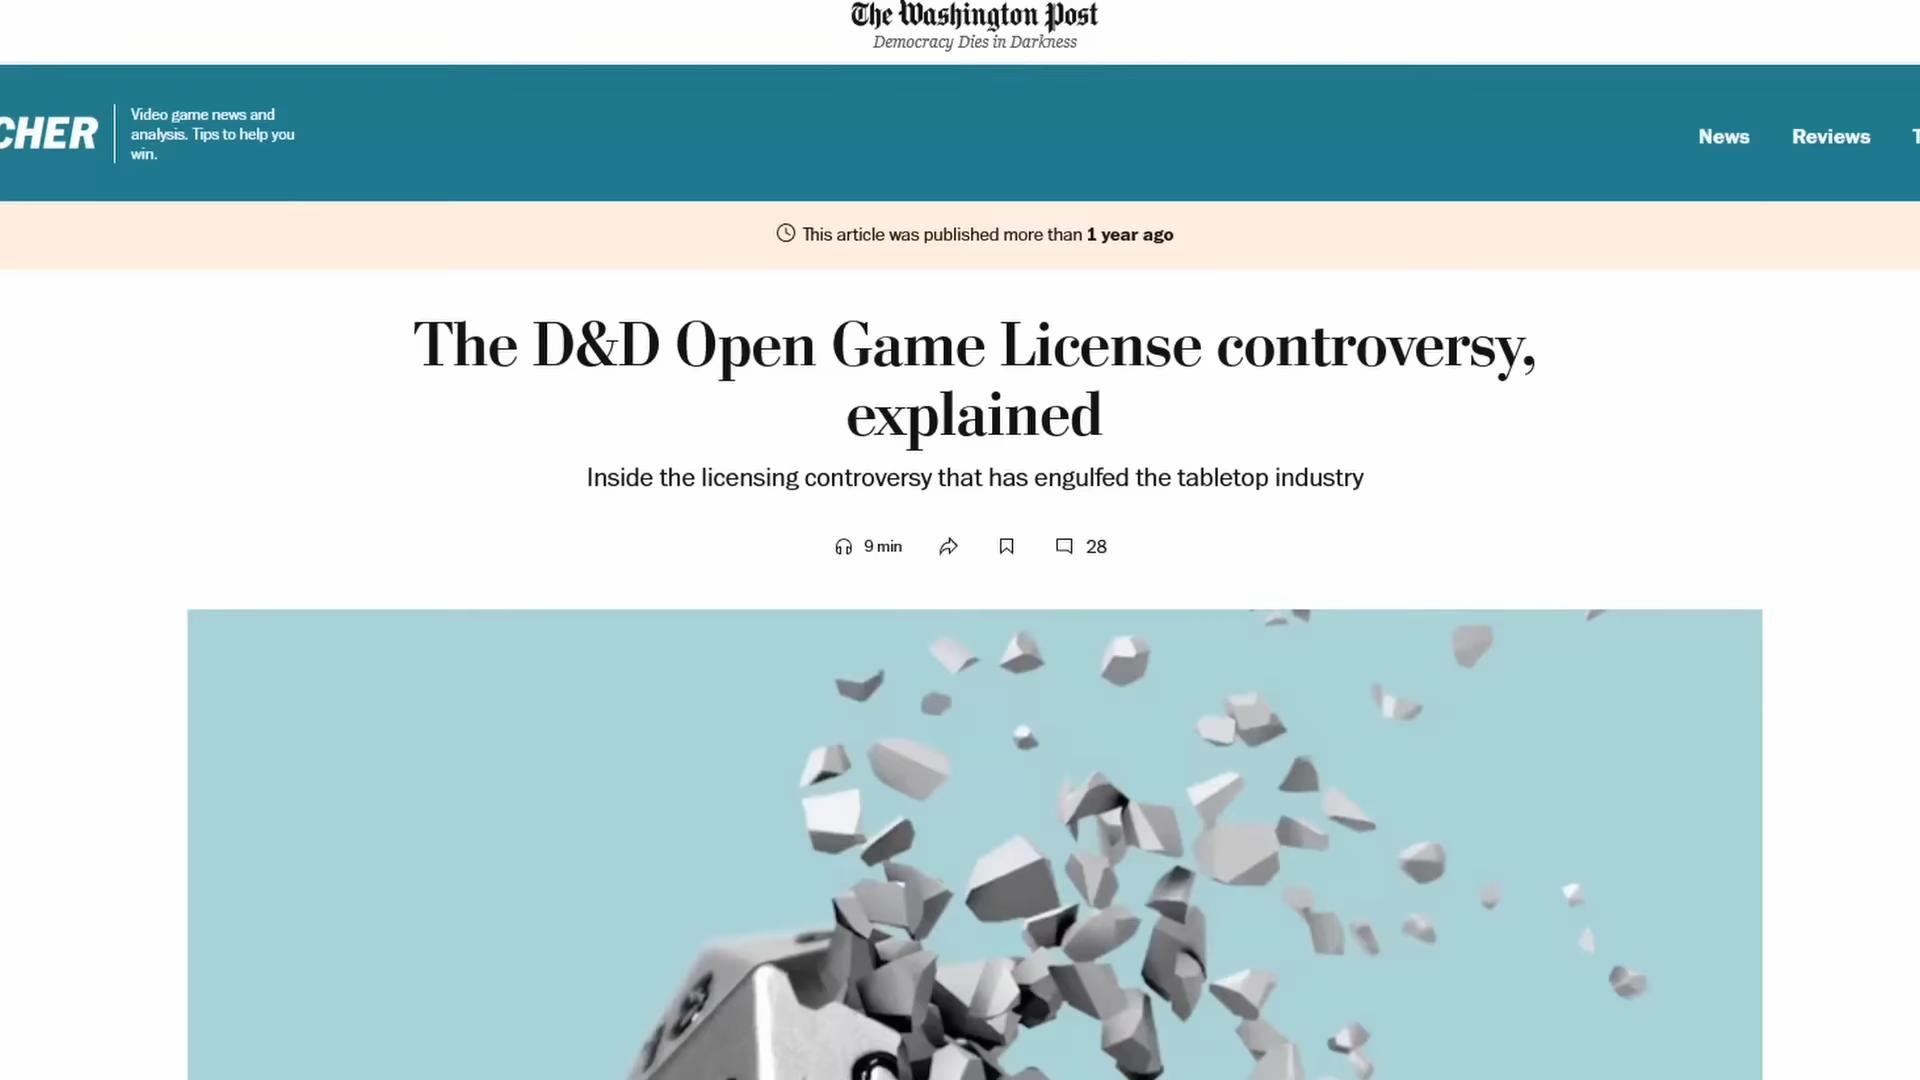 The Washington Post
Democracy Dies in Darkness
CHER
Video game news and
analysis. Tips to help you
win.
News Reviews T
This article was published more than 1 year ago
The D&D Open Game License controversy,
explained
Inside the licensing controversy that has engulfed the tabletop industry
9 min 28